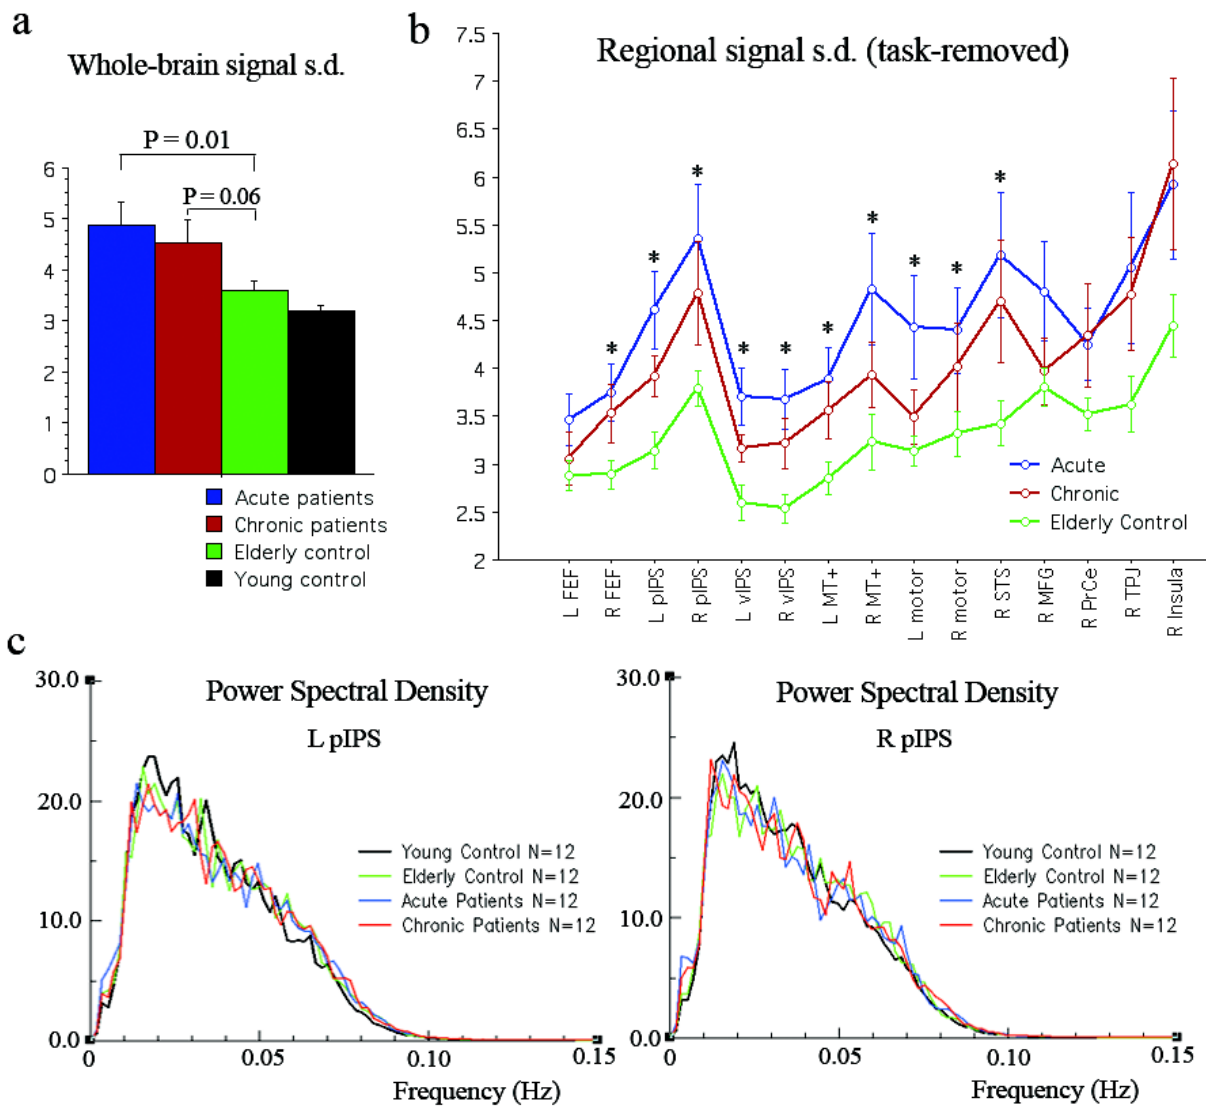 a
Whole-brain signal s.d.
P = 0.01
P = 0.06
6
5
4
3
2
1
0
Acute patients
Chronic patients
Elderly control
Young control
b
Regional signal s.d. (task-removed)
7.5
7
6.5
6
5.5
5
4.5
4
3.5
3
2.5
2
* * * * * * * * * *
Acute
Chronic
Elderly Control
L FEF
R FEF
L pIPS
R pIPS
L vIPS
R vIPS
L MT+
R MT+
L motor
R motor
R STS
R MFG
R PrCe
R TPJ
R Insula
c
Power Spectral Density
L pIPS
30.0
20.0
10.0
0.0
Young Control N=12
Elderly Control N=12
Acute Patients N=12
Chronic Patients N=12
0 0.05 0.10 0.15
Frequency (Hz)
Power Spectral Density
R pIPS
30.0
20.0
10.0
0.0
Young Control N=12
Elderly Control N=12
Acute Patients N=12
Chronic Patients N=12
0 0.05 0.10 0.15
Frequency (Hz)